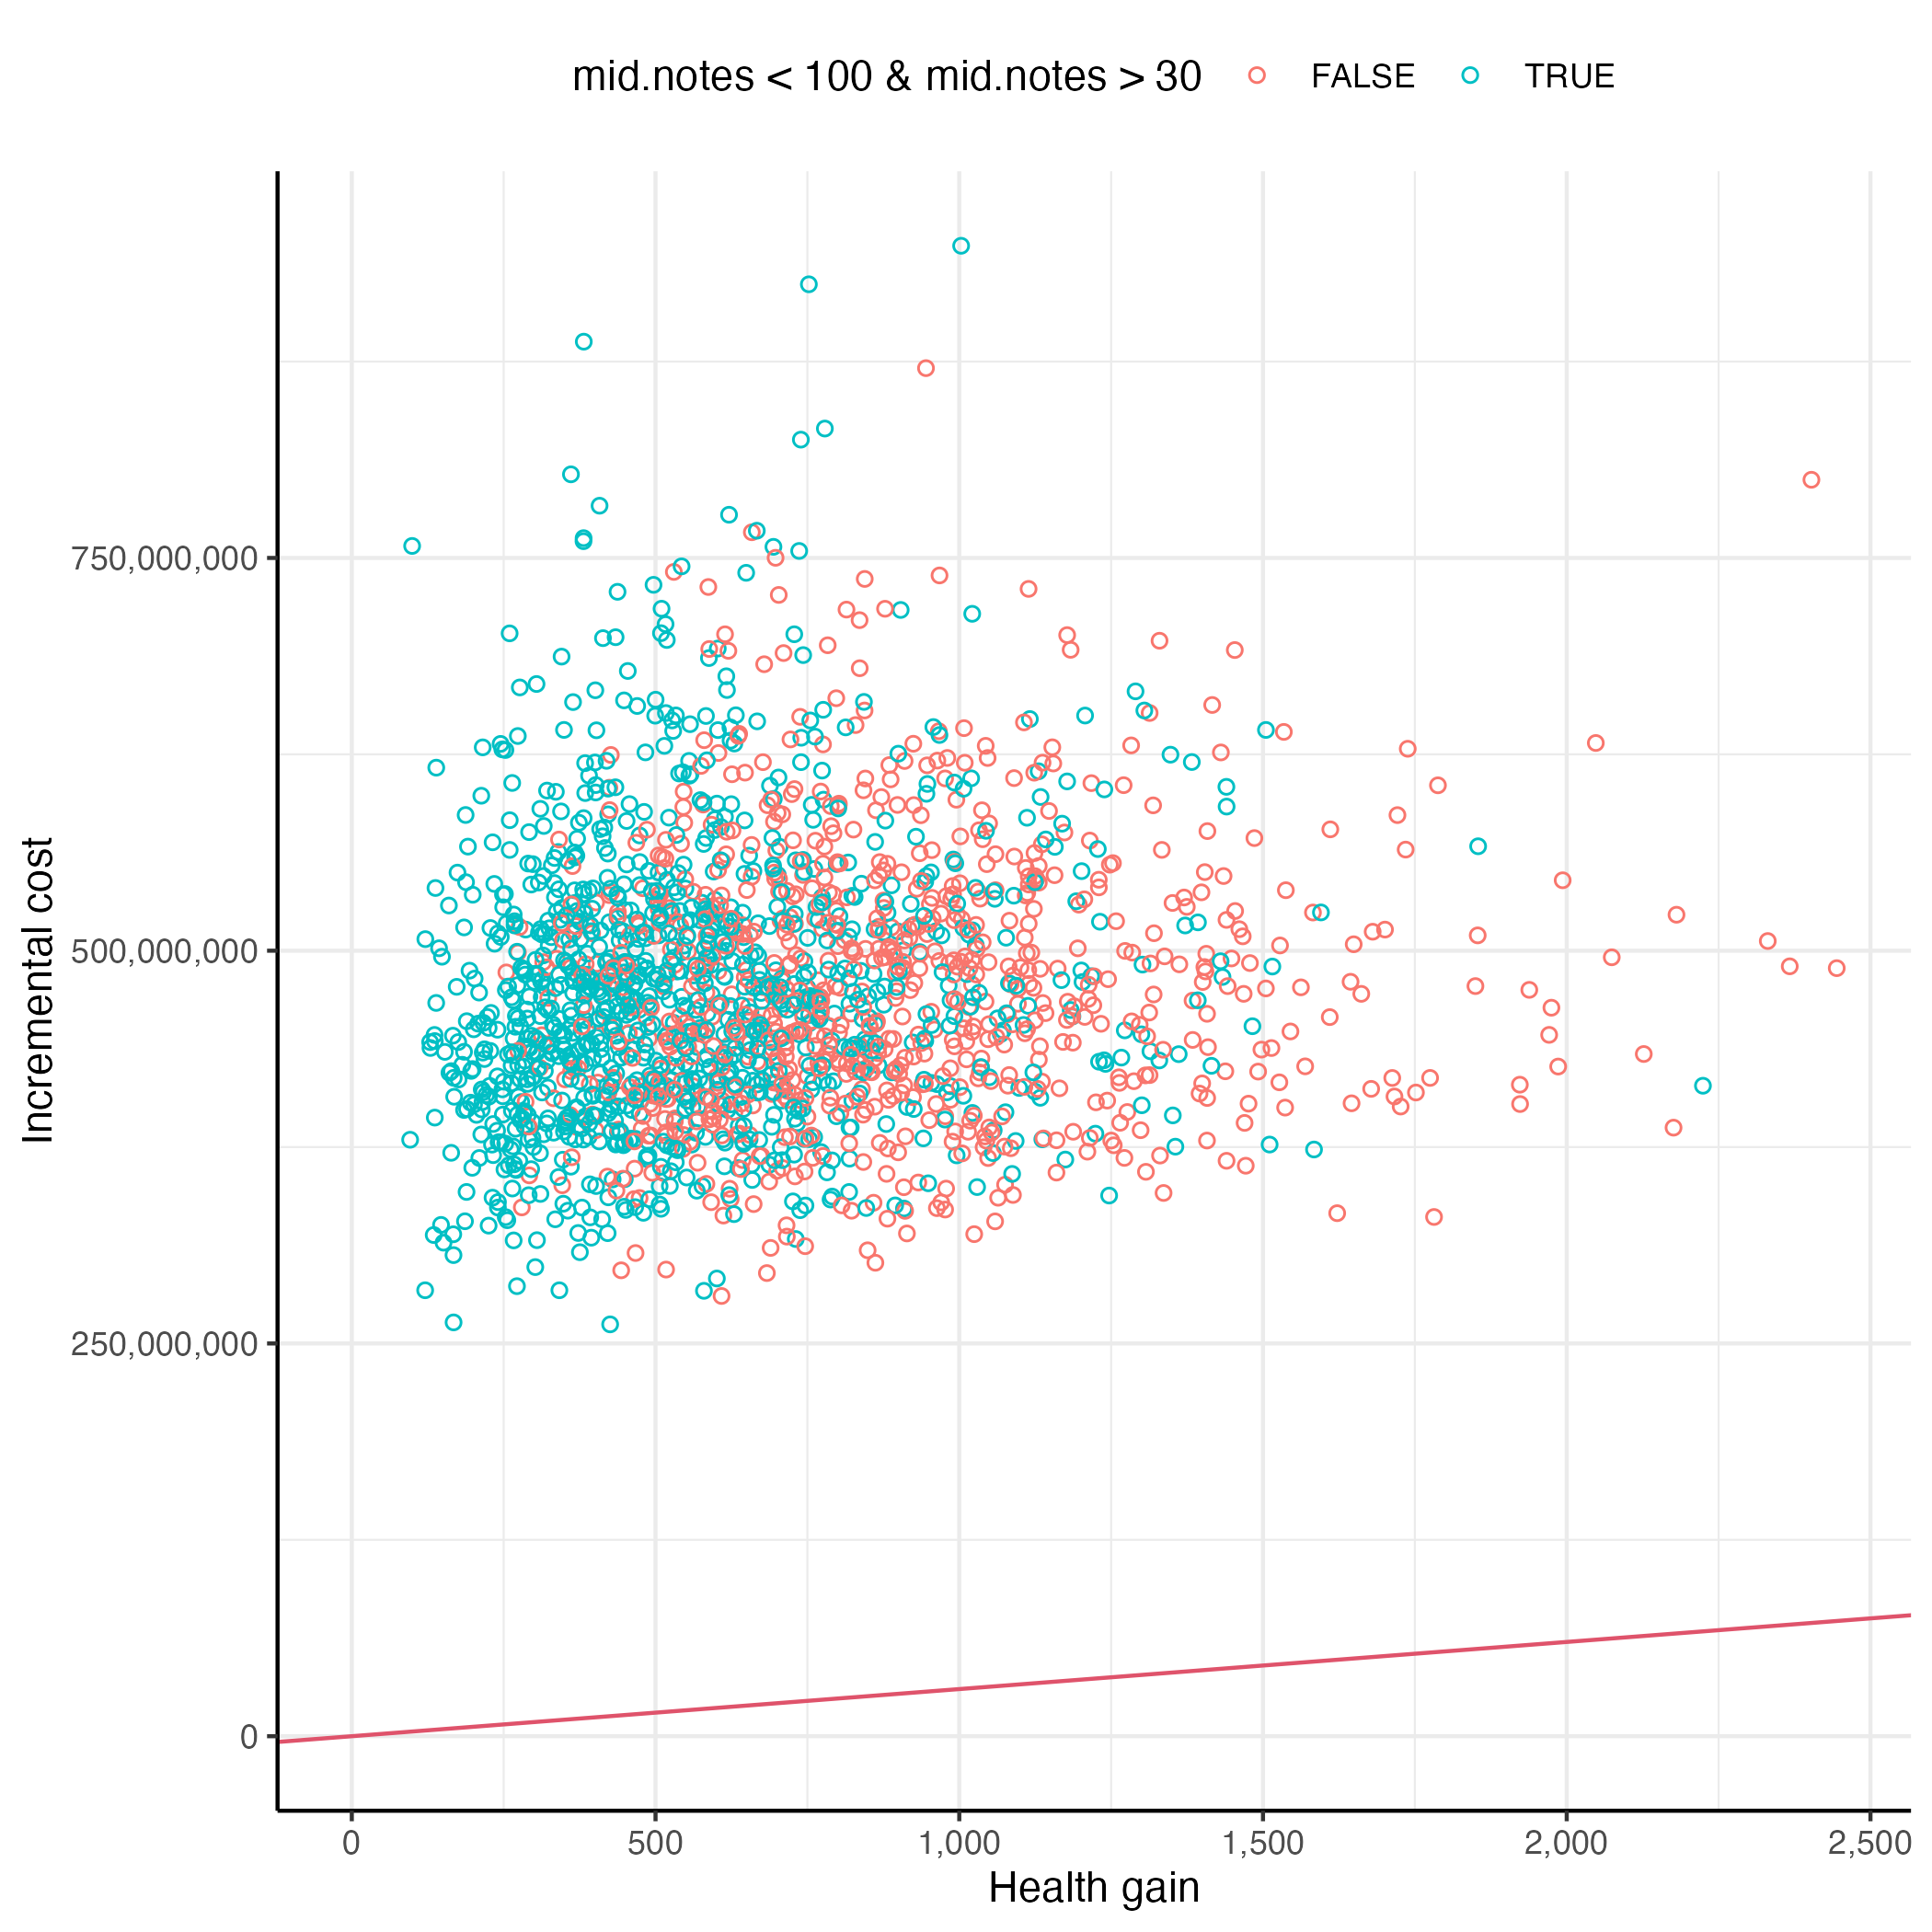 mid.notes < 100 & mid.notes > 30 FALSE TRUE
Incremental cost
750,000,000
500,000,000
250,000,000
0
0 500 1,000 1,500 2,000 2,500
Health gain